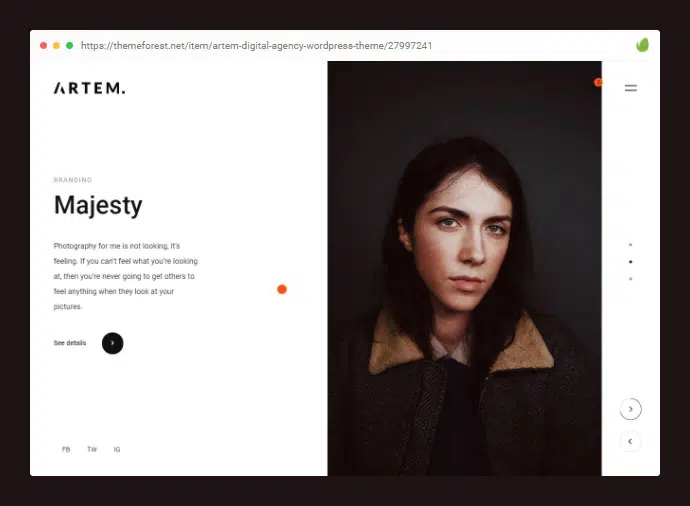 https://themeforest.net/item/artem-digital-agency-wordpress-theme/27997241
ARTEM.
BRANDING
Majesty
Photography for me is not looking, it's
feeling. If you can't feel what you're looking
at, then you're never going to get others to
feel anything when they look at your
pictures.
See details
FB TW IG